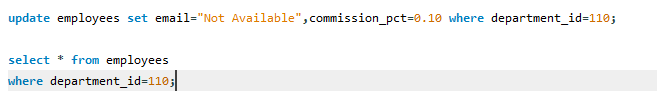 update employees set email="Not Available",commission_pct=0.10 where department_id=110;
select * from employees
where department_id=110;